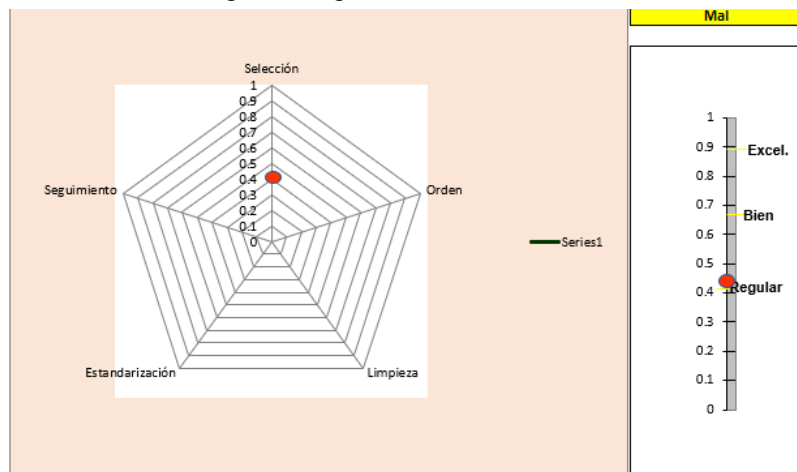 Mal
Selección
1
0.9
0.8
0.7
0.6
0.5
0.4
0.3
0.2
0.1
0
Seguimiento
Orden
Estandarización
Limpieza
Series1
1
0.9
0.8
0.7
0.6
0.5
0.4
0.3
0.2
0.1
0
Excel.
Bien
Regular